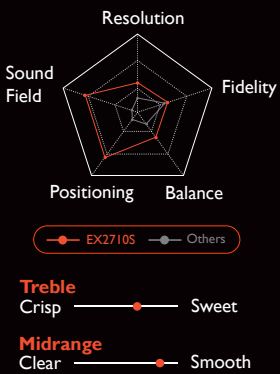 Resolution
Sound
Field
Fidelity
Positioning
Balance
EX2710S
Others
Treble
Crisp
Sweet
Midrange
Clear
Smooth